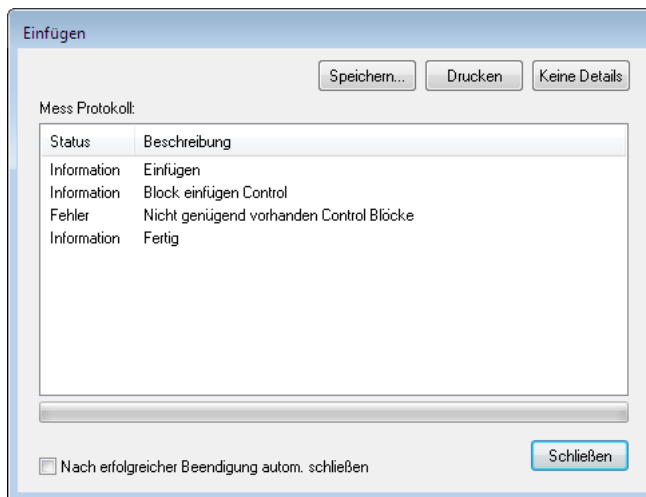 Einfügen
Speichern... Drucken Keine Details
Mess Protokoll:
Status Beschreibung
Information Einfügen
Information Block einfügen Control
Fehler Nicht genügend vorhanden Control Blöcke
Information Fertig
Schließen
Nach erfolgreicher Beendigung autom. schließen